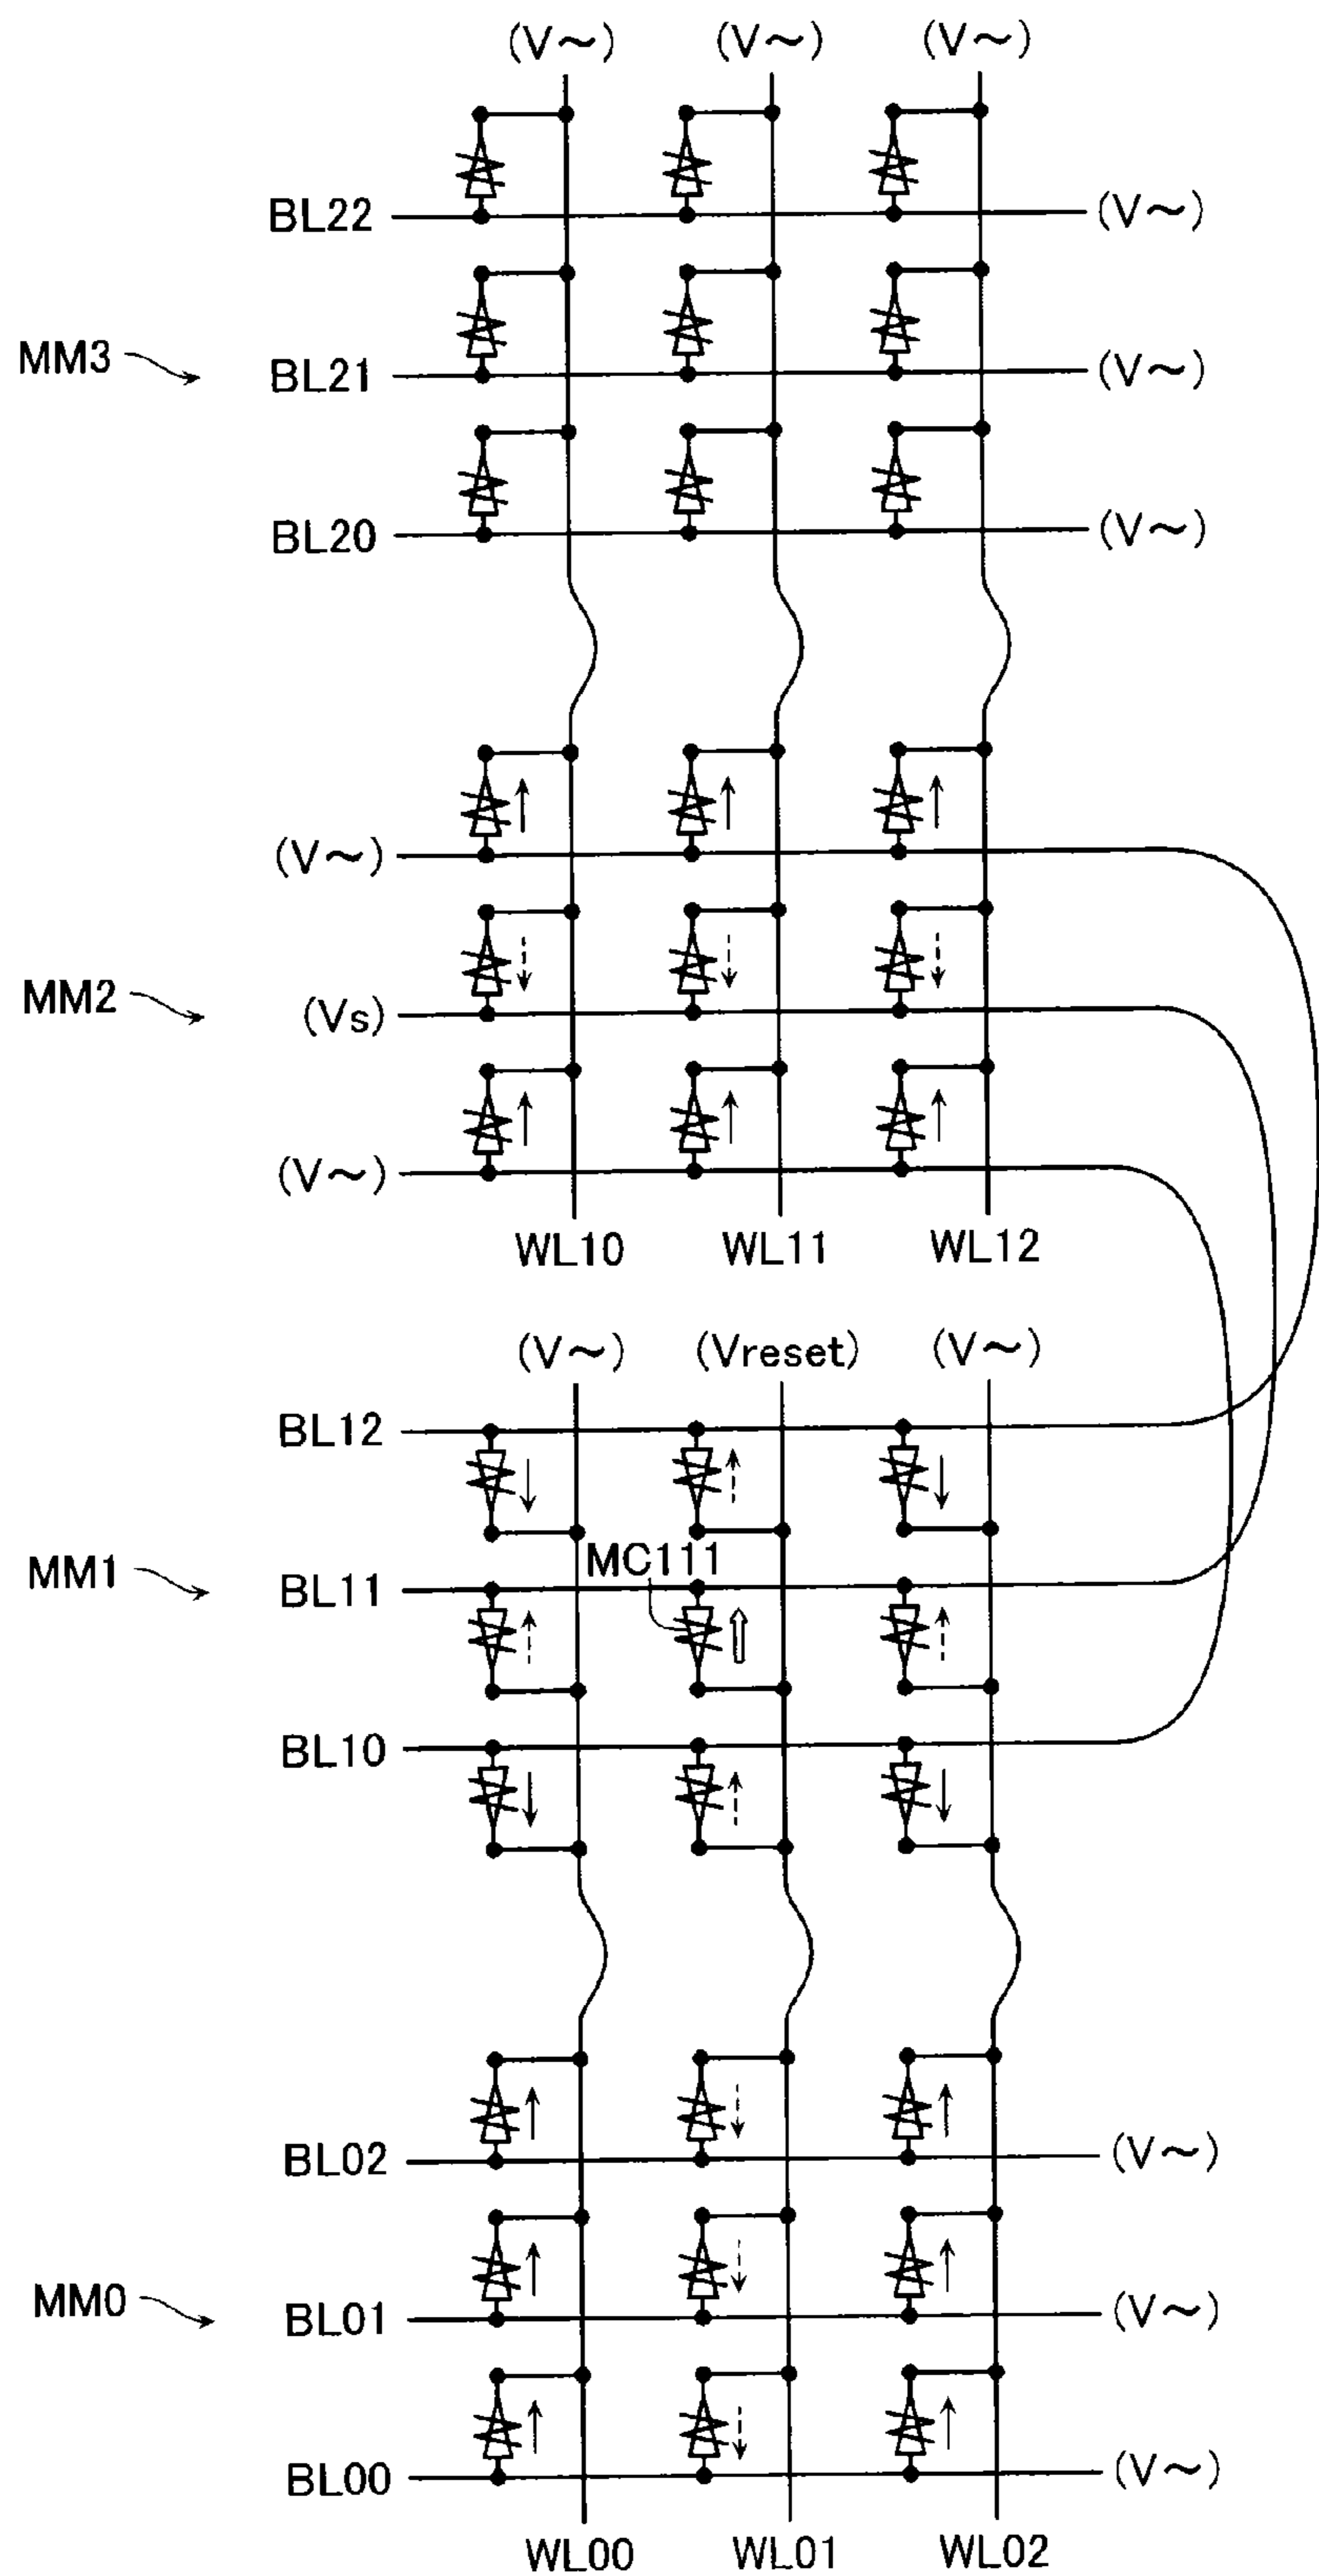 (V～) (V～) (V～)
BL22 (V～)
MM3 BL21 (V～)
BL20 (V～)
(V～)
MM2 (Vs)
(V～)
WL10 WL11 WL12
(V～) (Vreset) (V～)
BL12
MC111
MM1 BL11
BL10
BL02 (V～)
MM0 BL01 (V～)
BL00 (V～)
WL00 WL01 WL02